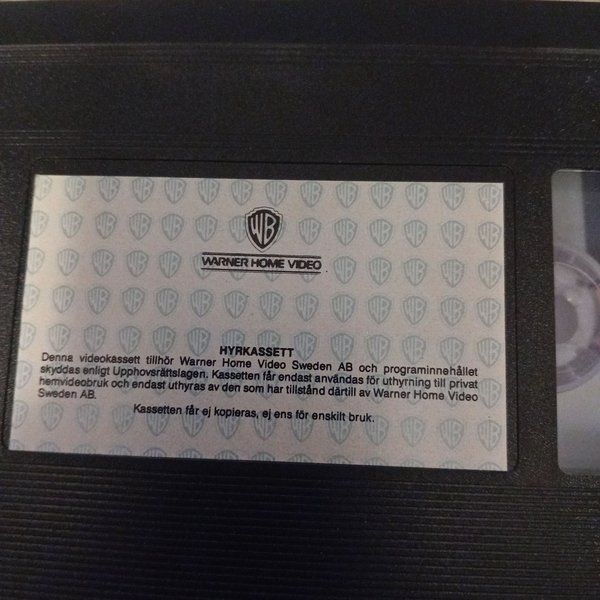 WB
WARNER HOME VIDEO
HYRKASSETT
Denna videokassett tillhör Warner Home Video Sweden AB och programinnehållet
skyddas enligt Upphovsrättslagen. Kassetten får endast användas för uthyrning till privat
hemvideobruk och endast uthyras av den som har tillstånd därtill av Warner Home Video
Sweden AB.
Kassetten får ej kopieras, ej ens för enskilt bruk.